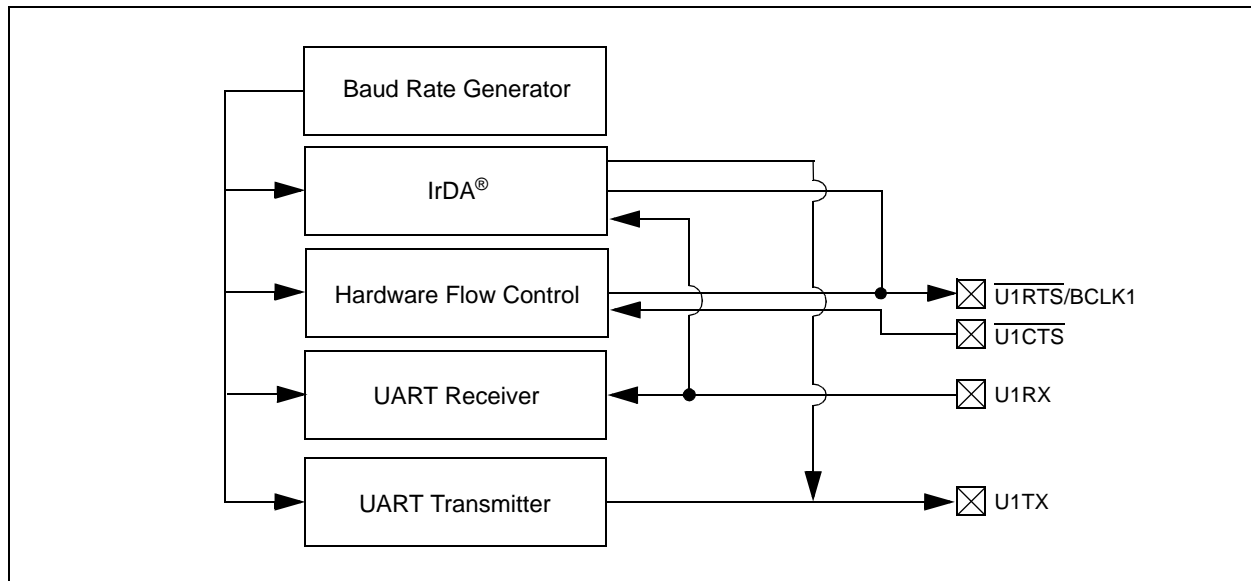 Baud Rate Generator
IrDA®
Hardware Flow Control
U1RTS/BCLK1
U1CTS
UART Receiver
U1RX
UART Transmitter
U1TX